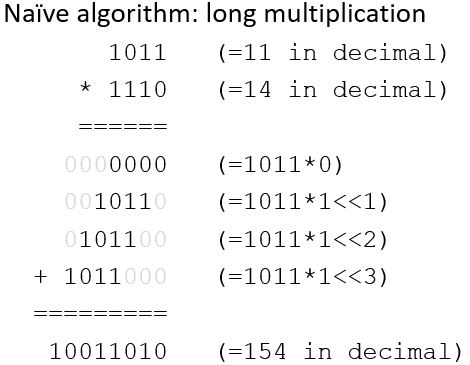 Naïve algorithm: long multiplication
1011 (=11 in decimal)
* 1110 (=14 in decimal)
======
0000000 (=1011*0)
0010110 (=1011*1<<1)
0101100 (=1011*1<<2)
+ 1011000 (=1011*1<<3)
=========
10011010 (=154 in decimal)